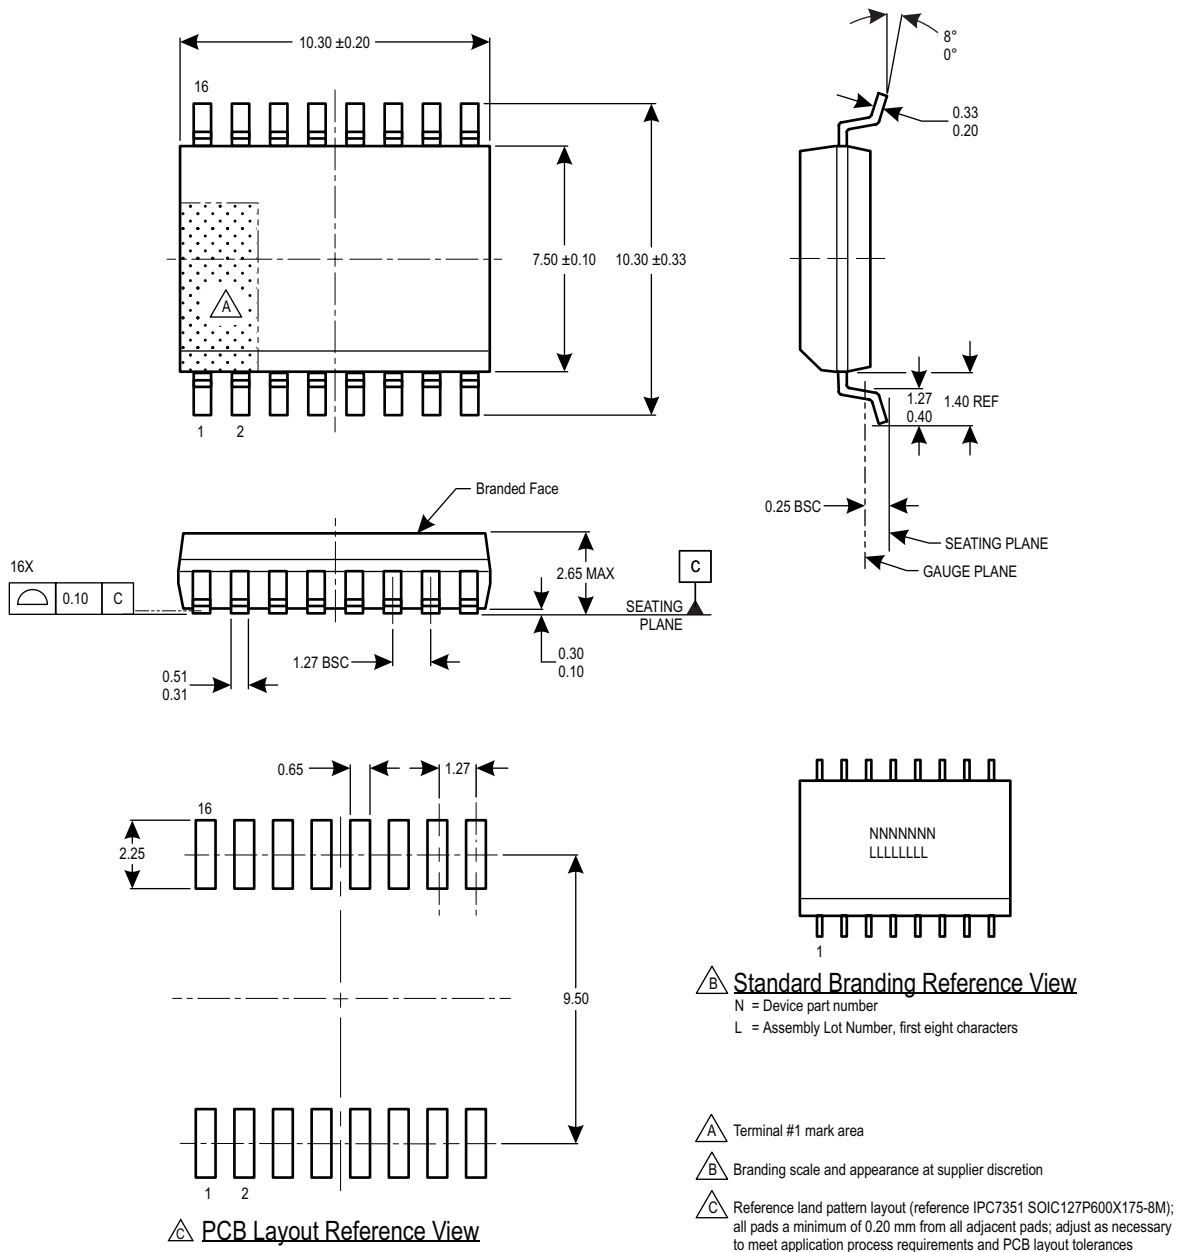 10.30 ±0.20
16
8°
0°
0.33
0.20
7.50 ±0.10
10.30 ±0.33
A
1 2
1.27
0.40
1.40 REF
0.25 BSC
SEATING PLANE
GAUGE PLANE
Branded Face
16X
0.10 C
2.65 MAX
C
SEATING
PLANE
0.30
0.10
1.27 BSC
0.51
0.31
0.65
1.27
16
2.25
9.50
1 2
C PCB Layout Reference View
NNNNNNN
LLLLLLLL
1
B Standard Branding Reference View
N = Device part number
L = Assembly Lot Number, first eight characters
A Terminal #1 mark area
B Branding scale and appearance at supplier discretion
C Reference land pattern layout (reference IPC7351 SOIC127P600X175-8M);
all pads a minimum of 0.20 mm from all adjacent pads; adjust as necessary
to meet application process requirements and PCB layout tolerances